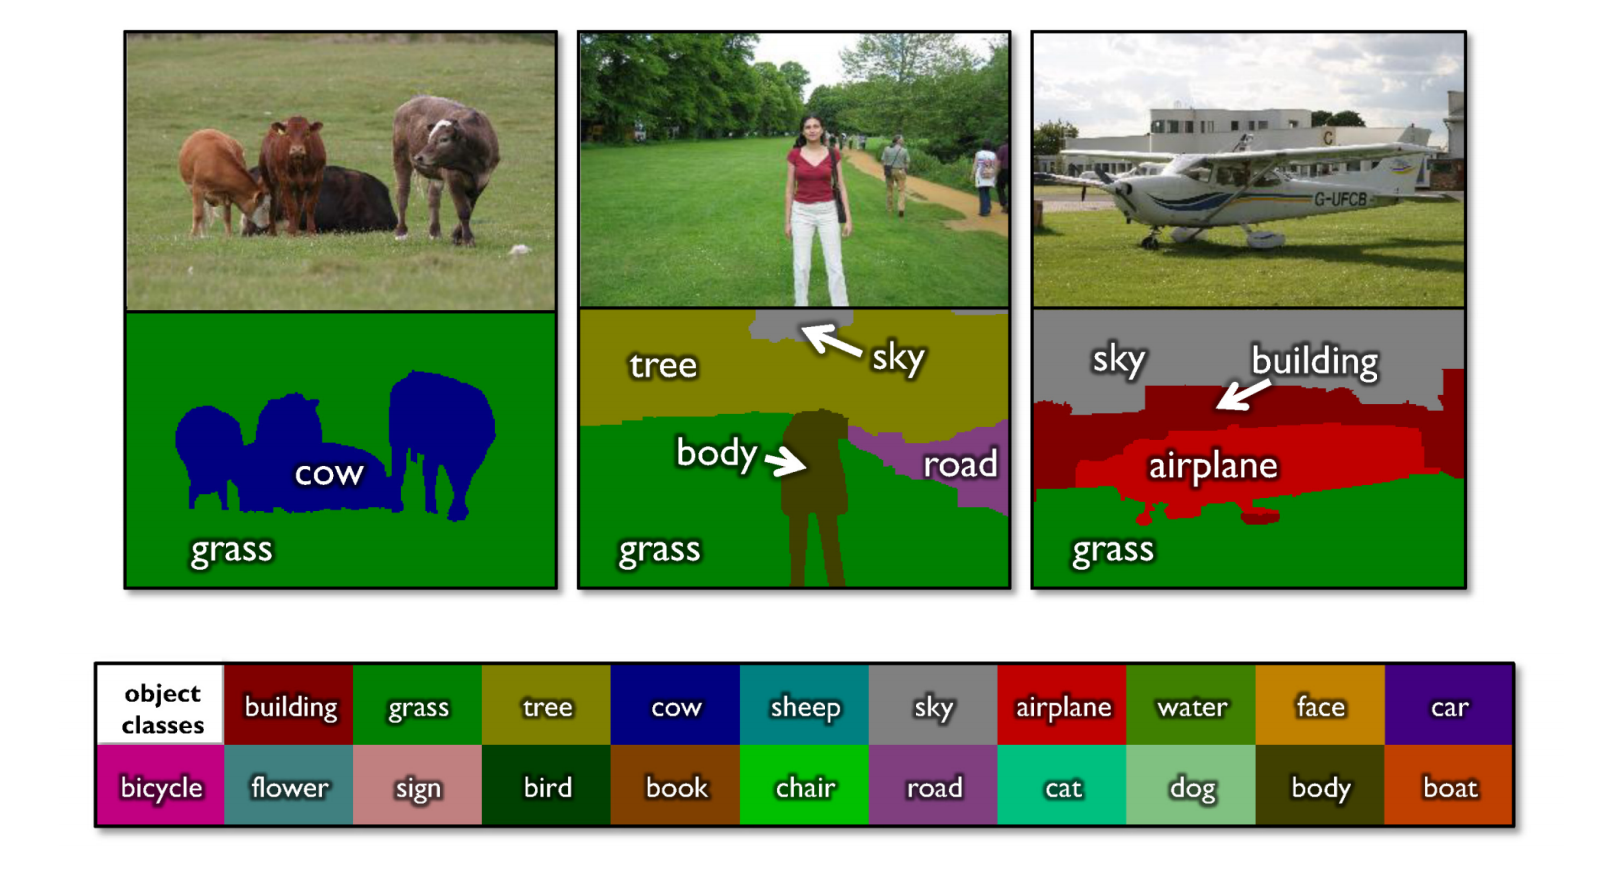 C
G-UFCB
cow
grass
tree
sky
body
road
grass
sky
building
airplane
grass
object
classes
building
grass
tree
cow
sheep
sky
airplane
water
face
car
bicycle
flower
sign
bird
book
chair
road
cat
dog
body
boat